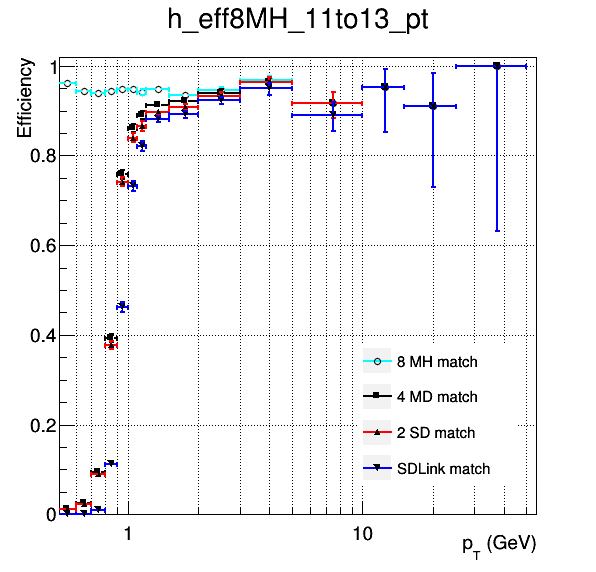 h_eff8MH_11to13_pt
Efficiency
1
0.8
0.6
0.4
0.2
0
8 MH match
4 MD match
2 SD match
SDLink match
1
10
p_T (GeV)